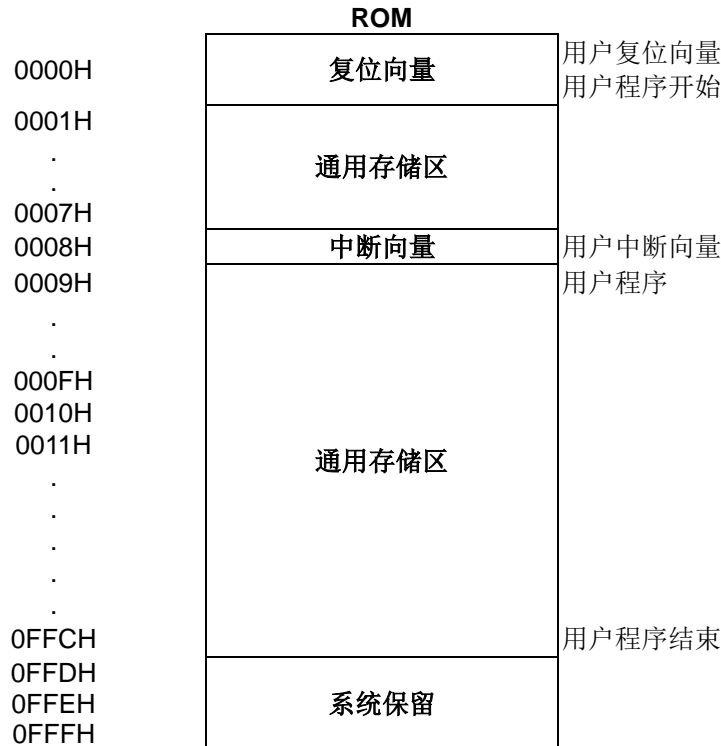 ROM
0000H 复位向量 用户复位向量
用户程序开始
0001H
.
通用存储区
.
0007H
0008H 中断向量 用户中断向量
0009H 用户程序
.
.
000FH
0010H
0011H
通用存储区
.
.
.
.
.
0FFCH 用户程序结束
0FFDH
0FFEH 系统保留
0FFFH